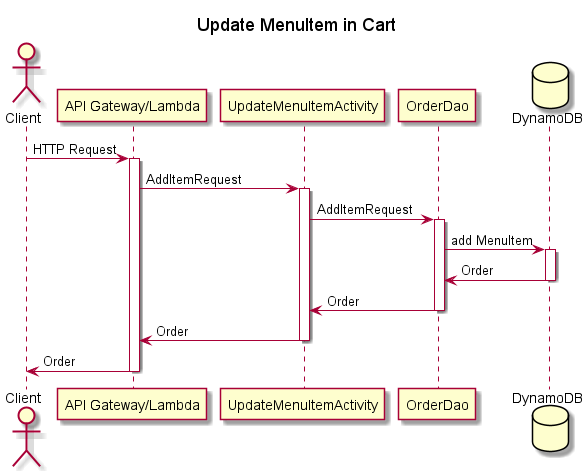 Update MenuItem in Cart
Client
API Gateway/Lambda
UpdateMenuItemActivity
OrderDao
DynamoDB
HTTP Request
AddItemRequest
AddItemRequest
add MenuItem
Order
Order
Order
Order
Client
API Gateway/Lambda
UpdateMenuItemActivity
OrderDao
DynamoDB